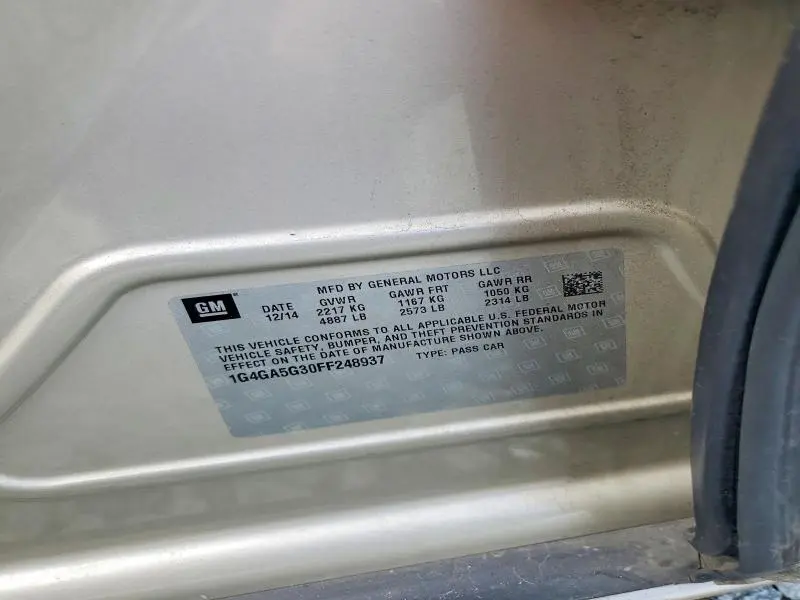 MFD BY GENERAL MOTORS LLC
GM DATE GVWR GAWR FRT GAWR RR
12/14 2217 KG 1167 KG 1050 KG
4887 LB 2573 LB 2314 LB
THIS VEHICLE CONFORMS TO ALL APPLICABLE U.S. FEDERAL MOTOR
VEHICLE SAFETY, BUMPER, AND THEFT PREVENTION STANDARDS IN
EFFECT ON THE DATE OF MANUFACTURE SHOWN ABOVE.
1G4GA5G30FF248937 TYPE: PASS CAR